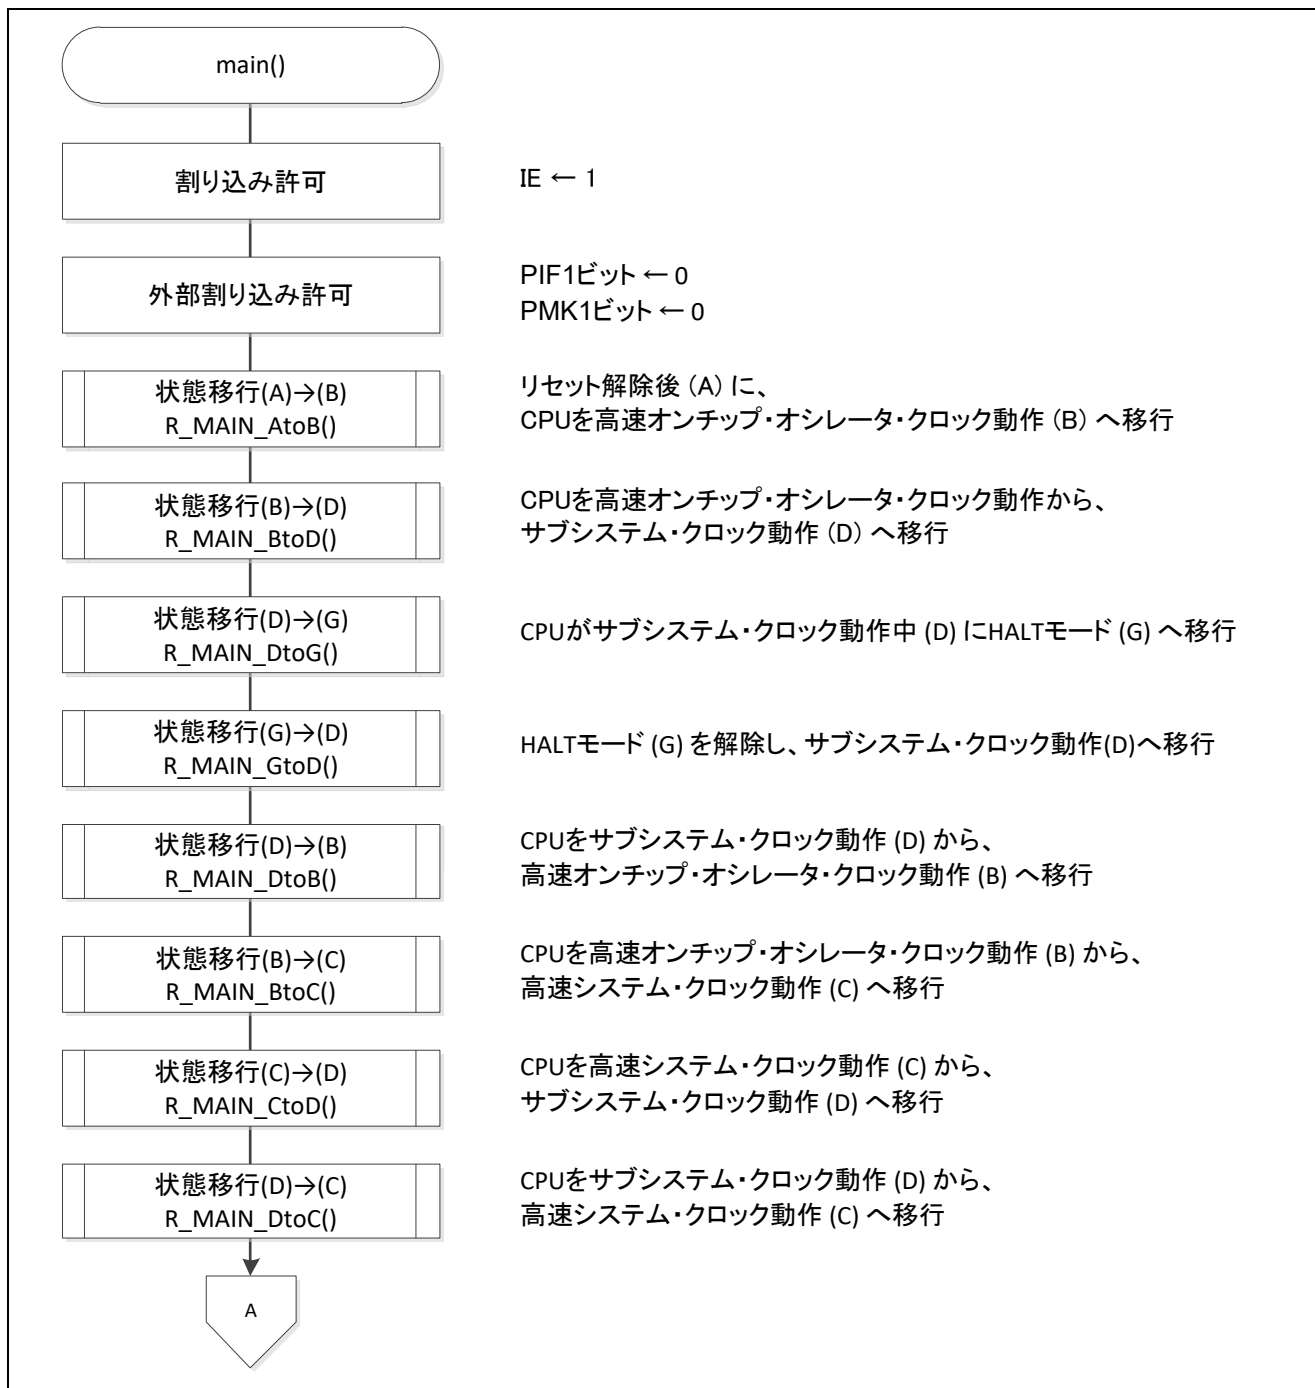 main()
割り込み許可
IE ← 1
外部割り込み許可
PIF1ビット ← 0
PMK1ビット ← 0
状態移行(A)→(B)
R_MAIN_AtoB()
リセット解除後 (A) に、
CPUを高速オンチップ・オシレータ・クロック動作 (B) へ移行
状態移行(B)→(D)
R_MAIN_BtoD()
CPUを高速オンチップ・オシレータ・クロック動作から、
サブシステム・クロック動作 (D) へ移行
状態移行(D)→(G)
R_MAIN_DtoG()
CPUがサブシステム・クロック動作中 (D) にHALTモード (G) へ移行
状態移行(G)→(D)
R_MAIN_GtoD()
HALTモード (G) を解除し、サブシステム・クロック動作(D)へ移行
状態移行(D)→(B)
R_MAIN_DtoB()
CPUをサブシステム・クロック動作 (D) から、
高速オンチップ・オシレータ・クロック動作 (B) へ移行
状態移行(B)→(C)
R_MAIN_BtoC()
CPUを高速オンチップ・オシレータ・クロック動作 (B) から、
高速システム・クロック動作 (C) へ移行
状態移行(C)→(D)
R_MAIN_CtoD()
CPUを高速システム・クロック動作 (C) から、
サブシステム・クロック動作 (D) へ移行
状態移行(D)→(C)
R_MAIN_DtoC()
CPUをサブシステム・クロック動作 (D) から、
高速システム・クロック動作 (C) へ移行
A